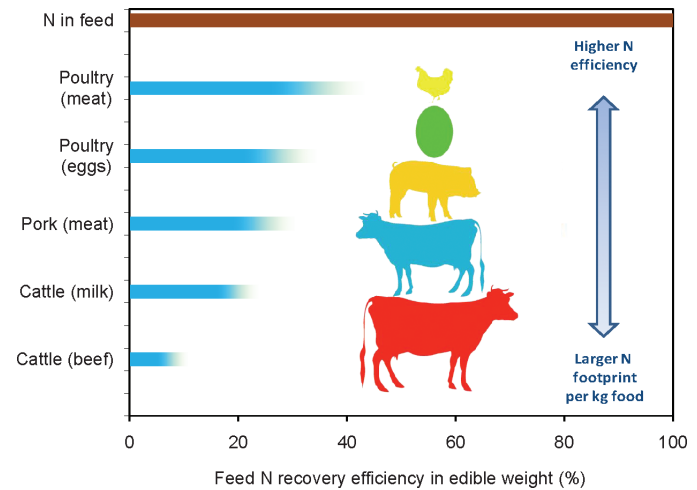 N in feed
Higher N
efficiency
Poultry
(meat)
Poultry
(eggs)
Pork (meat)
Cattle (milk)
Cattle (beef)
Larger N
footprint
per kg food
0 20 40 60 80 100
Feed N recovery efficiency in edible weight (%)